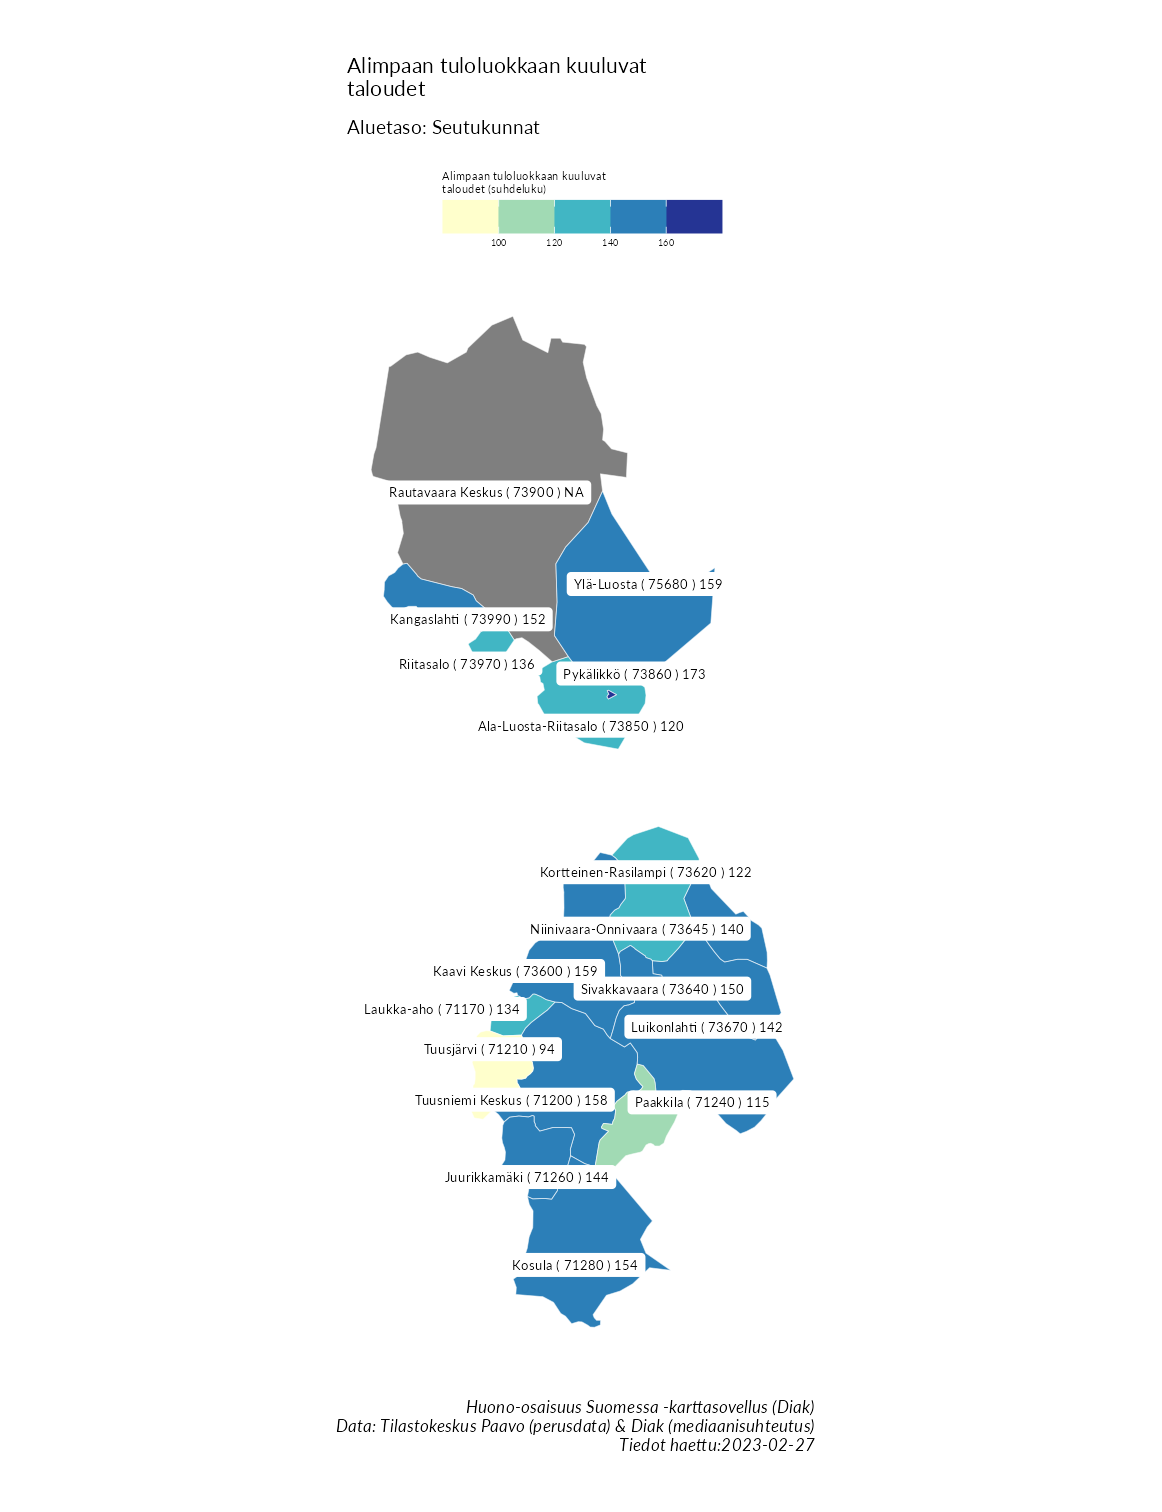 Alimpaan tuloluokkaan kuuluvat
taloudet
Aluetaso: Seutukunnat
Alimpaan tuloluokkaan kuuluvat
taloudet (suhdeluku)
100 120 140 160
Rautavaara Keskus ( 73900 ) NA
Ylä-Luosta ( 75680 ) 159
Kangaslahti ( 73990 ) 152
Riitasalo ( 73970 ) 136
Pykälikkö ( 73860 ) 173
Ala-Luosta-Riitasalo ( 73850 ) 120
Kortteinen-Rasilampi ( 73620 ) 122
Niinivaara-Onnivaara ( 73645 ) 140
Kaavi Keskus ( 73600 ) 159
Sivakkavaara ( 73640 ) 150
Laukka-aho ( 71170 ) 134
Luikonlahti ( 73670 ) 142
Tuusjärvi ( 71210 ) 94
Tuusniemi Keskus ( 71200 ) 158
Paakkila ( 71240 ) 115
Juurikkamäki ( 71260 ) 144
Kosula ( 71280 ) 154
Huono-osaisuus Suomessa -karttasovellus (Diak)
Data: Tilastokeskus Paavo (perusdata) & Diak (mediaanisuhteutus)
Tiedot haettu:2023-02-27